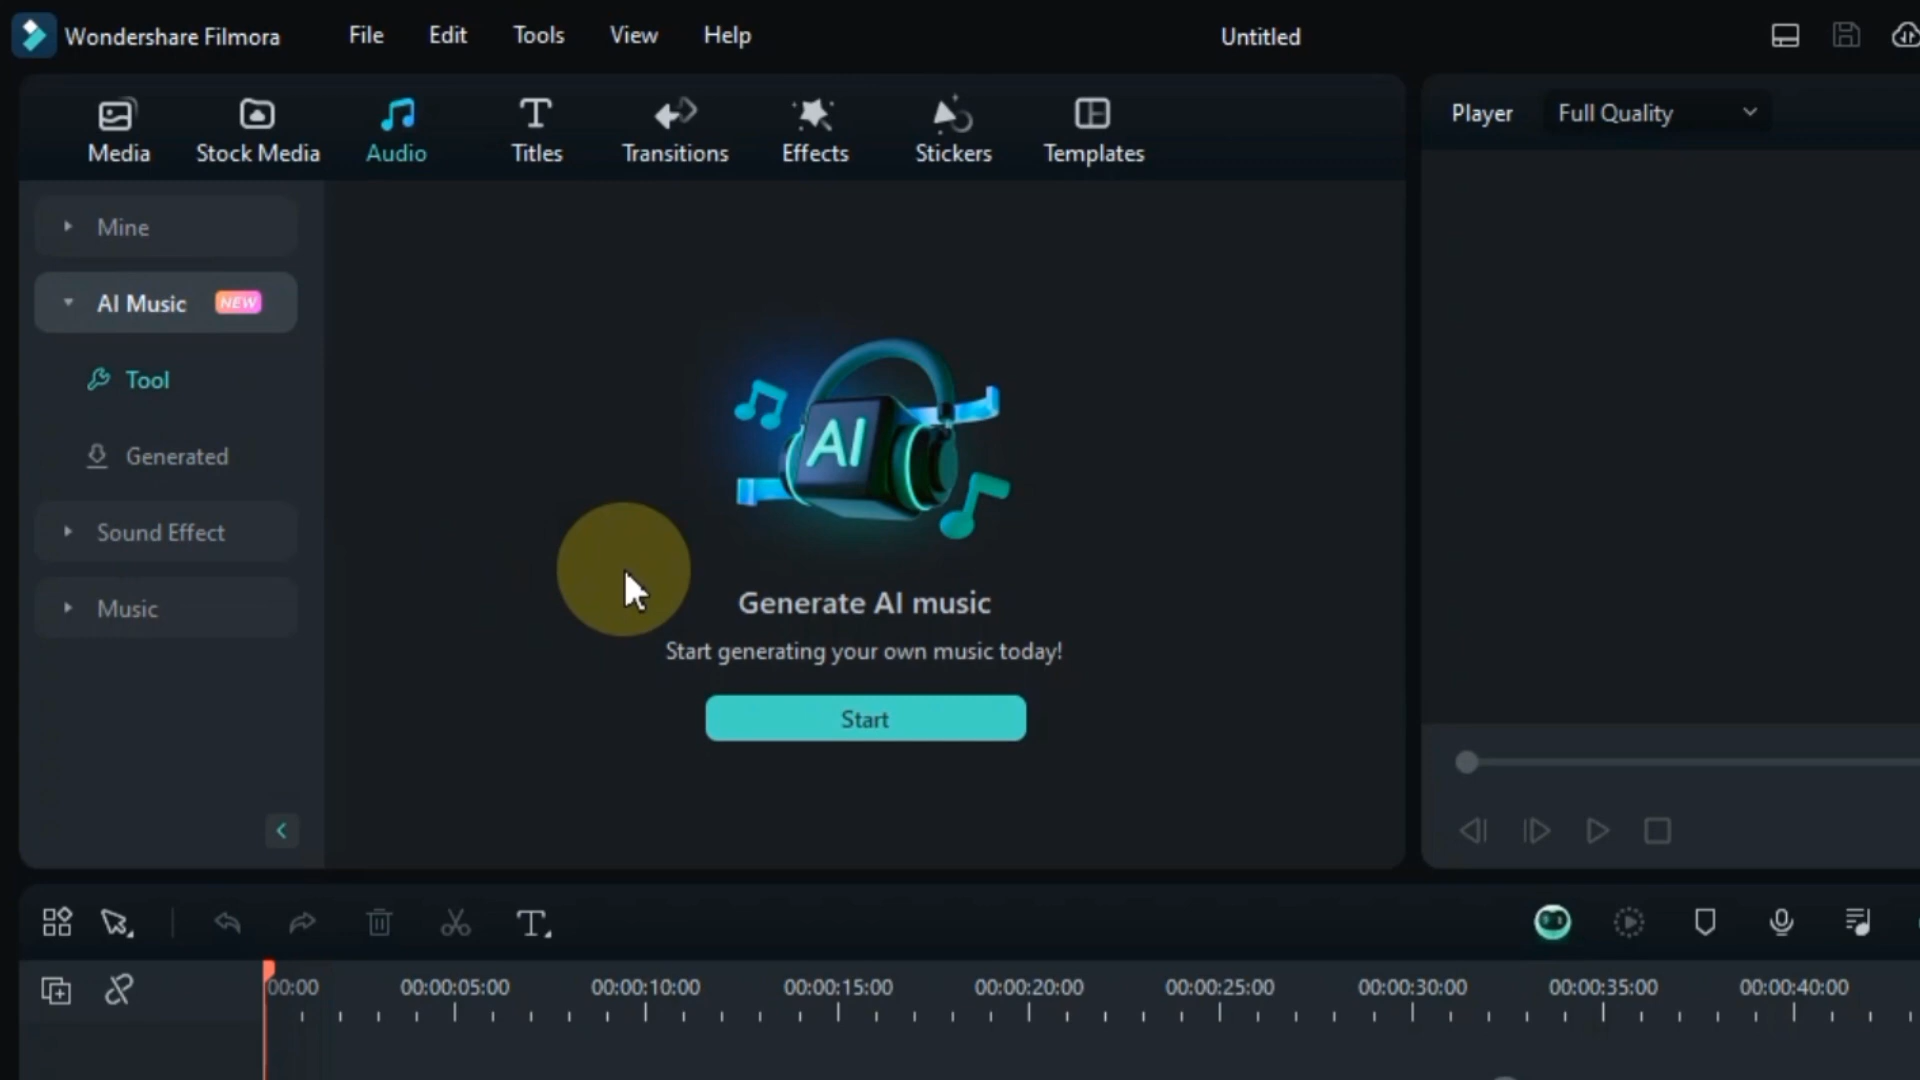 Wondershare Filmora File Edit Tools View Help Untitled
Media Stock Media Audio Titles Transitions Effects Stickers Templates
Player Full Quality
Mine
AI Music NEW
Tool
Generated
Sound Effect
Music
AI
Generate AI music
Start generating your own music today!
Start
00:00 00:00:05:00 00:00:10:00 00:00:15:00 00:00:20:00 00:00:25:00 00:00:30:00 00:00:35:00 00:00:40:00